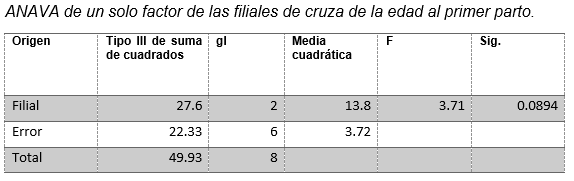 ANAVA de un solo factor de las filiales de cruza de la edad al primer parto.
Origen Tipo III de suma de cuadrados gl Media cuadrática F Sig.
Filial 27.6 2 13.8 3.71 0.0894
Error 22.33 6 3.72
Total 49.93 8